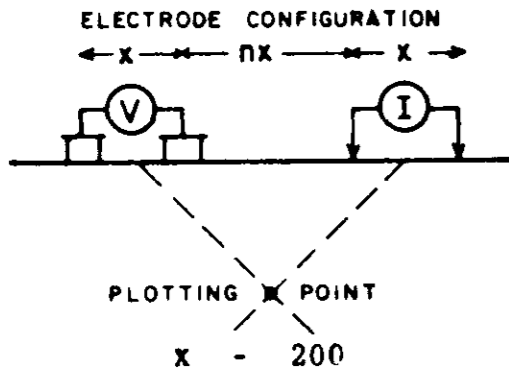 ELECTRODE CONFIGURATION
x nx x
V I
PLOTTING POINT
x - 200